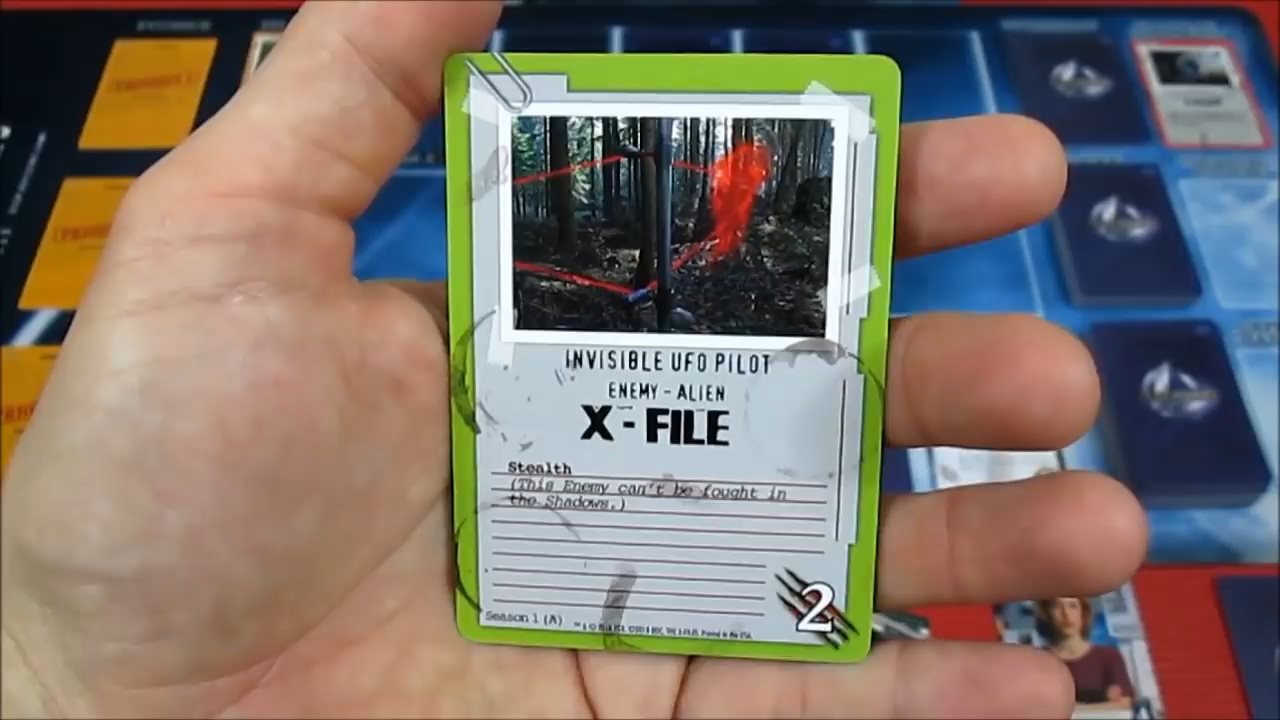 INVISIBLE UFO PILOT
ENEMY - ALIEN
X - FILE
Stealth
(This Enemy can't be fought in
the Shadows.)
2
Season 1 (A)